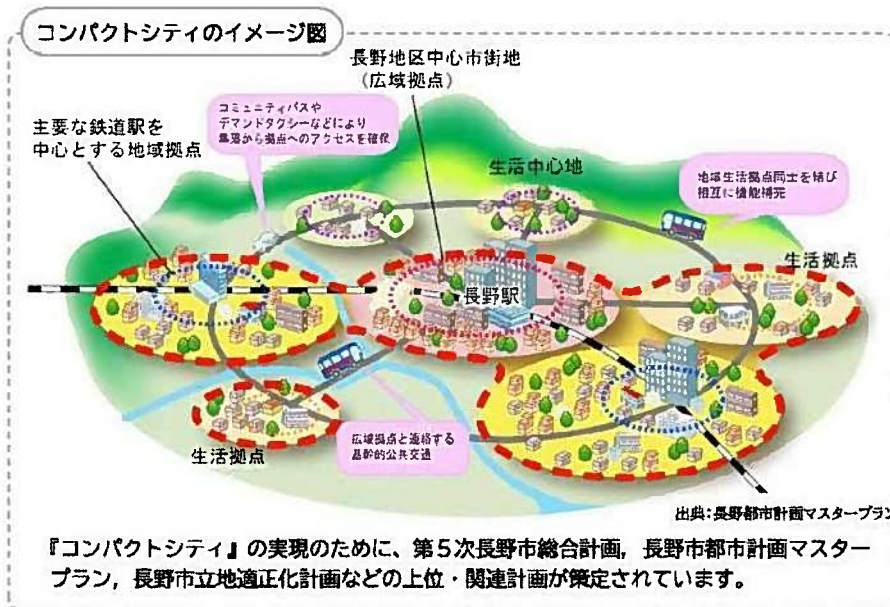 コンパクトシティのイメージ図
長野地区中心市街地
（広域拠点）
コミュニティバスや
デマンドタクシーなどにより
集落から拠点へのアクセスを確保
主要な鉄道駅を
中心とする地域拠点
生活中心地
地域生活拠点同士を結び
相互に機能補完
生活拠点
長野駅
広域拠点と連絡する
基幹的公共交通
生活拠点
出典：長野都市計画マスタープラン
『コンパクトシティ』の実現のために、第５次長野市総合計画，長野市都市計画マスター
プラン，長野市立地適正化計画などの上位・関連計画が策定されています。